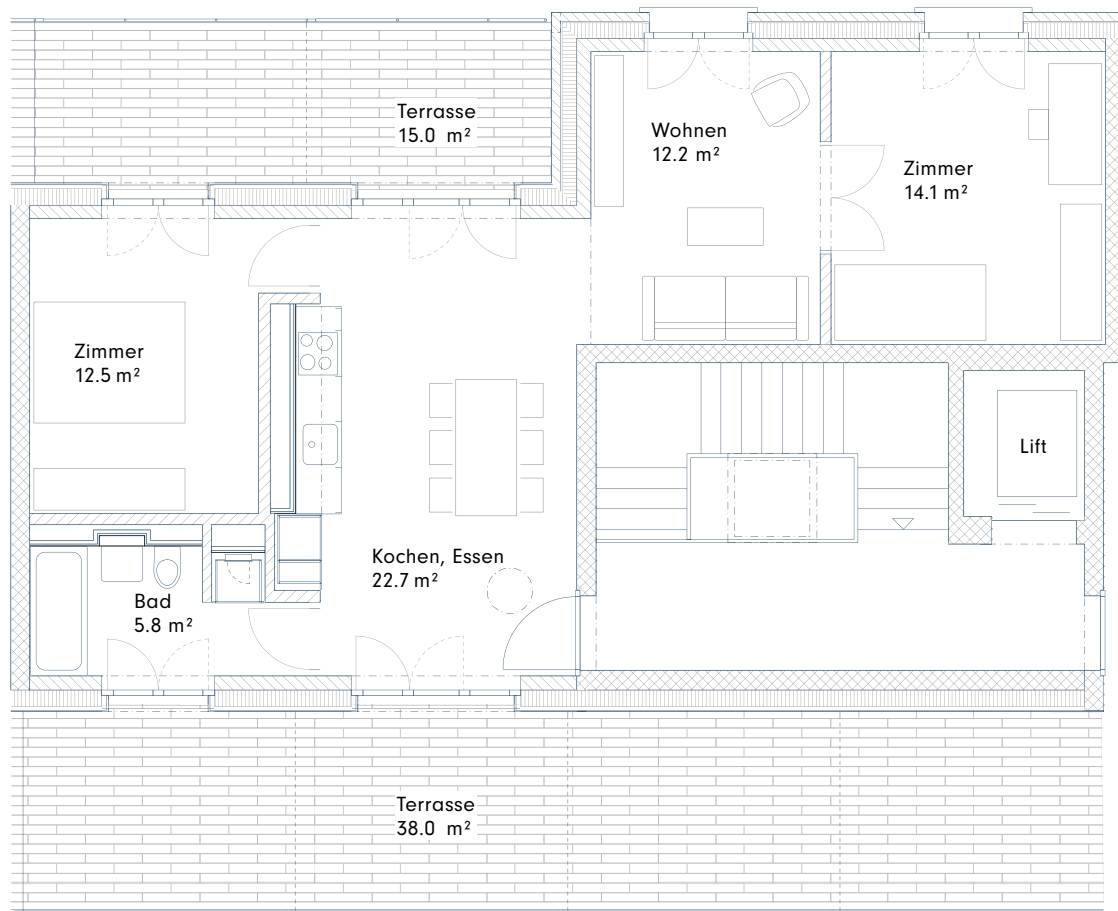 Terrasse
15.0 m²
Wohnen
12.2 m²
Zimmer
14.1 m²
Zimmer
12.5 m²
Lift
Kochen, Essen
22.7 m²
Bad
5.8 m²
Terrasse
38.0 m²